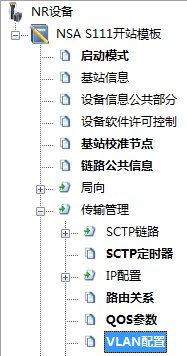 NR设备
NSA S111开站模板
启动模式
基站信息
设备信息公共部分
设备软件许可控制
基站校准节点
链路公共信息
局向
传输管理
SCTP链路
SCTP定时器
IP配置
路由关系
QOS参数
VLAN配置